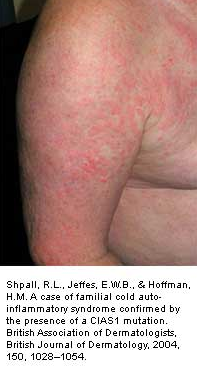 Shpall, R.L., Jeffes, E.W.B., & Hoffman,
H.M. A case of familial cold auto-
inflammatory syndrome confirmed by
the presence of a CIAS1 mutation.
British Association of Dermatologists,
British Journal of Dermatology, 2004,
150, 1028–1054.